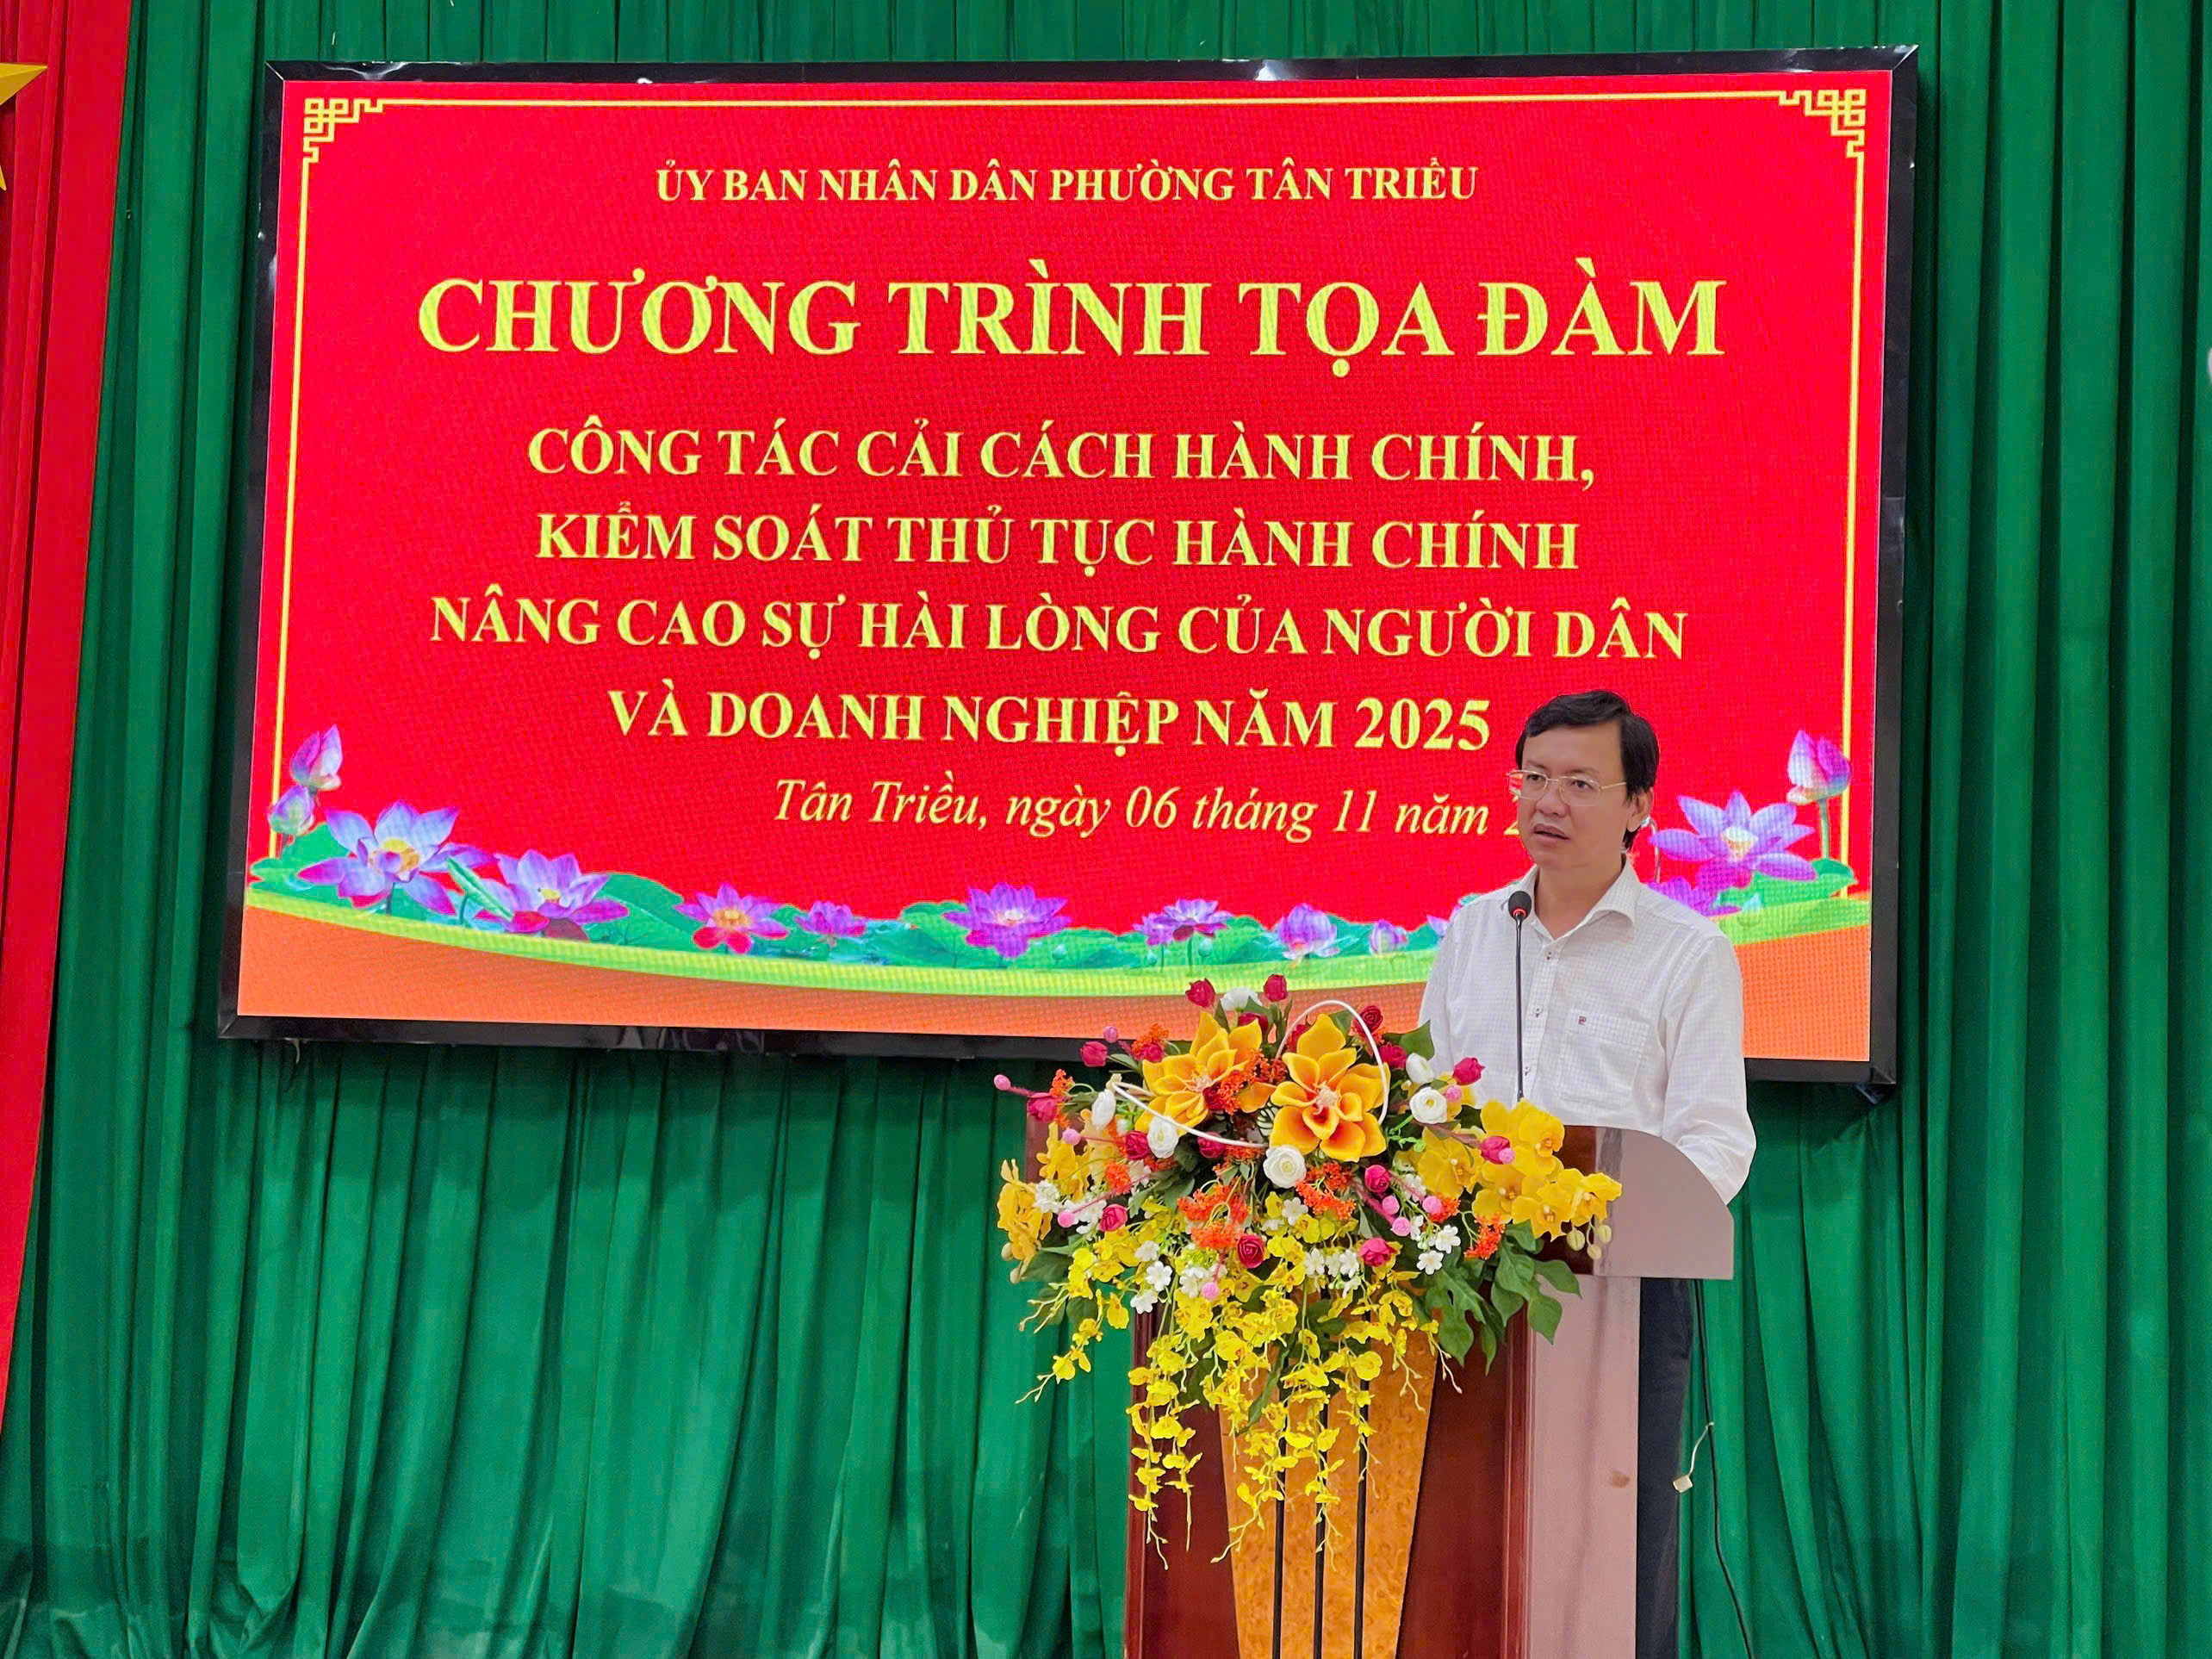 ỦY BAN NHÂN DÂN PHƯỜNG TÂN TRIỀU
CHƯƠNG TRÌNH TỌA ĐÀM
CÔNG TÁC CẢI CÁCH HÀNH CHÍNH,
KIỂM SOÁT THỦ TỤC HÀNH CHÍNH
NÂNG CAO SỰ HÀI LÒNG CỦA NGƯỜI DÂN
VÀ DOANH NGHIỆP NĂM 2025
Tân Triều, ngày 06 tháng 11 năm